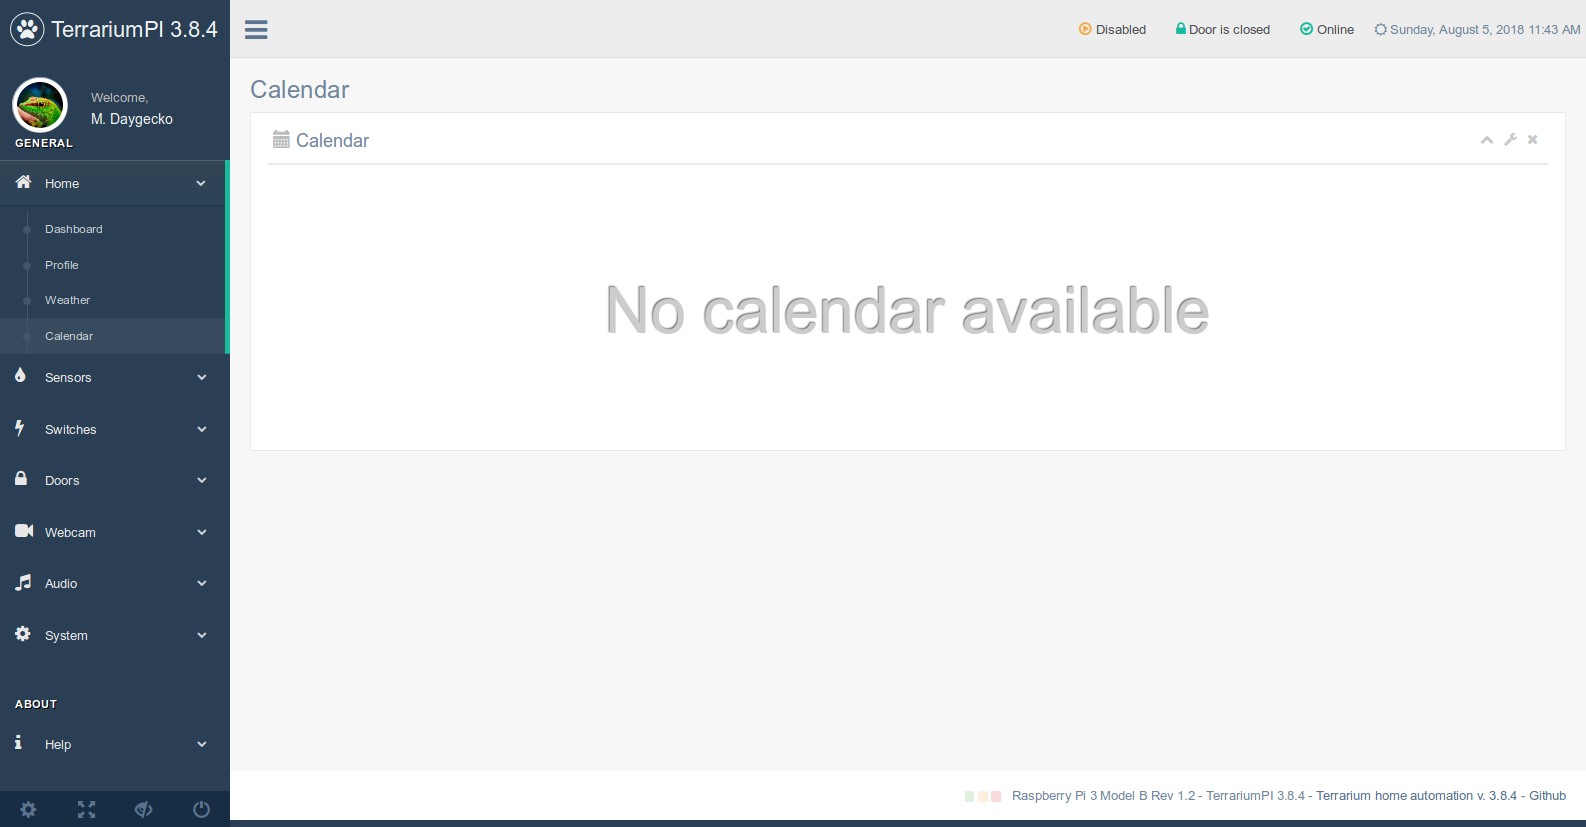 TerrariumPI 3.8.4
Disabled
Door is closed
Online
Sunday, August 5, 2018 11:43 AM
Welcome,
M. Daygecko
GENERAL
Home
Dashboard
Profile
Weather
Calendar
Sensors
Switches
Doors
Webcam
Audio
System
ABOUT
Help
Calendar
Calendar
No calendar available
Raspberry Pi 3 Model B Rev 1.2 - TerrariumPI 3.8.4 - Terrarium home automation v. 3.8.4 - Github